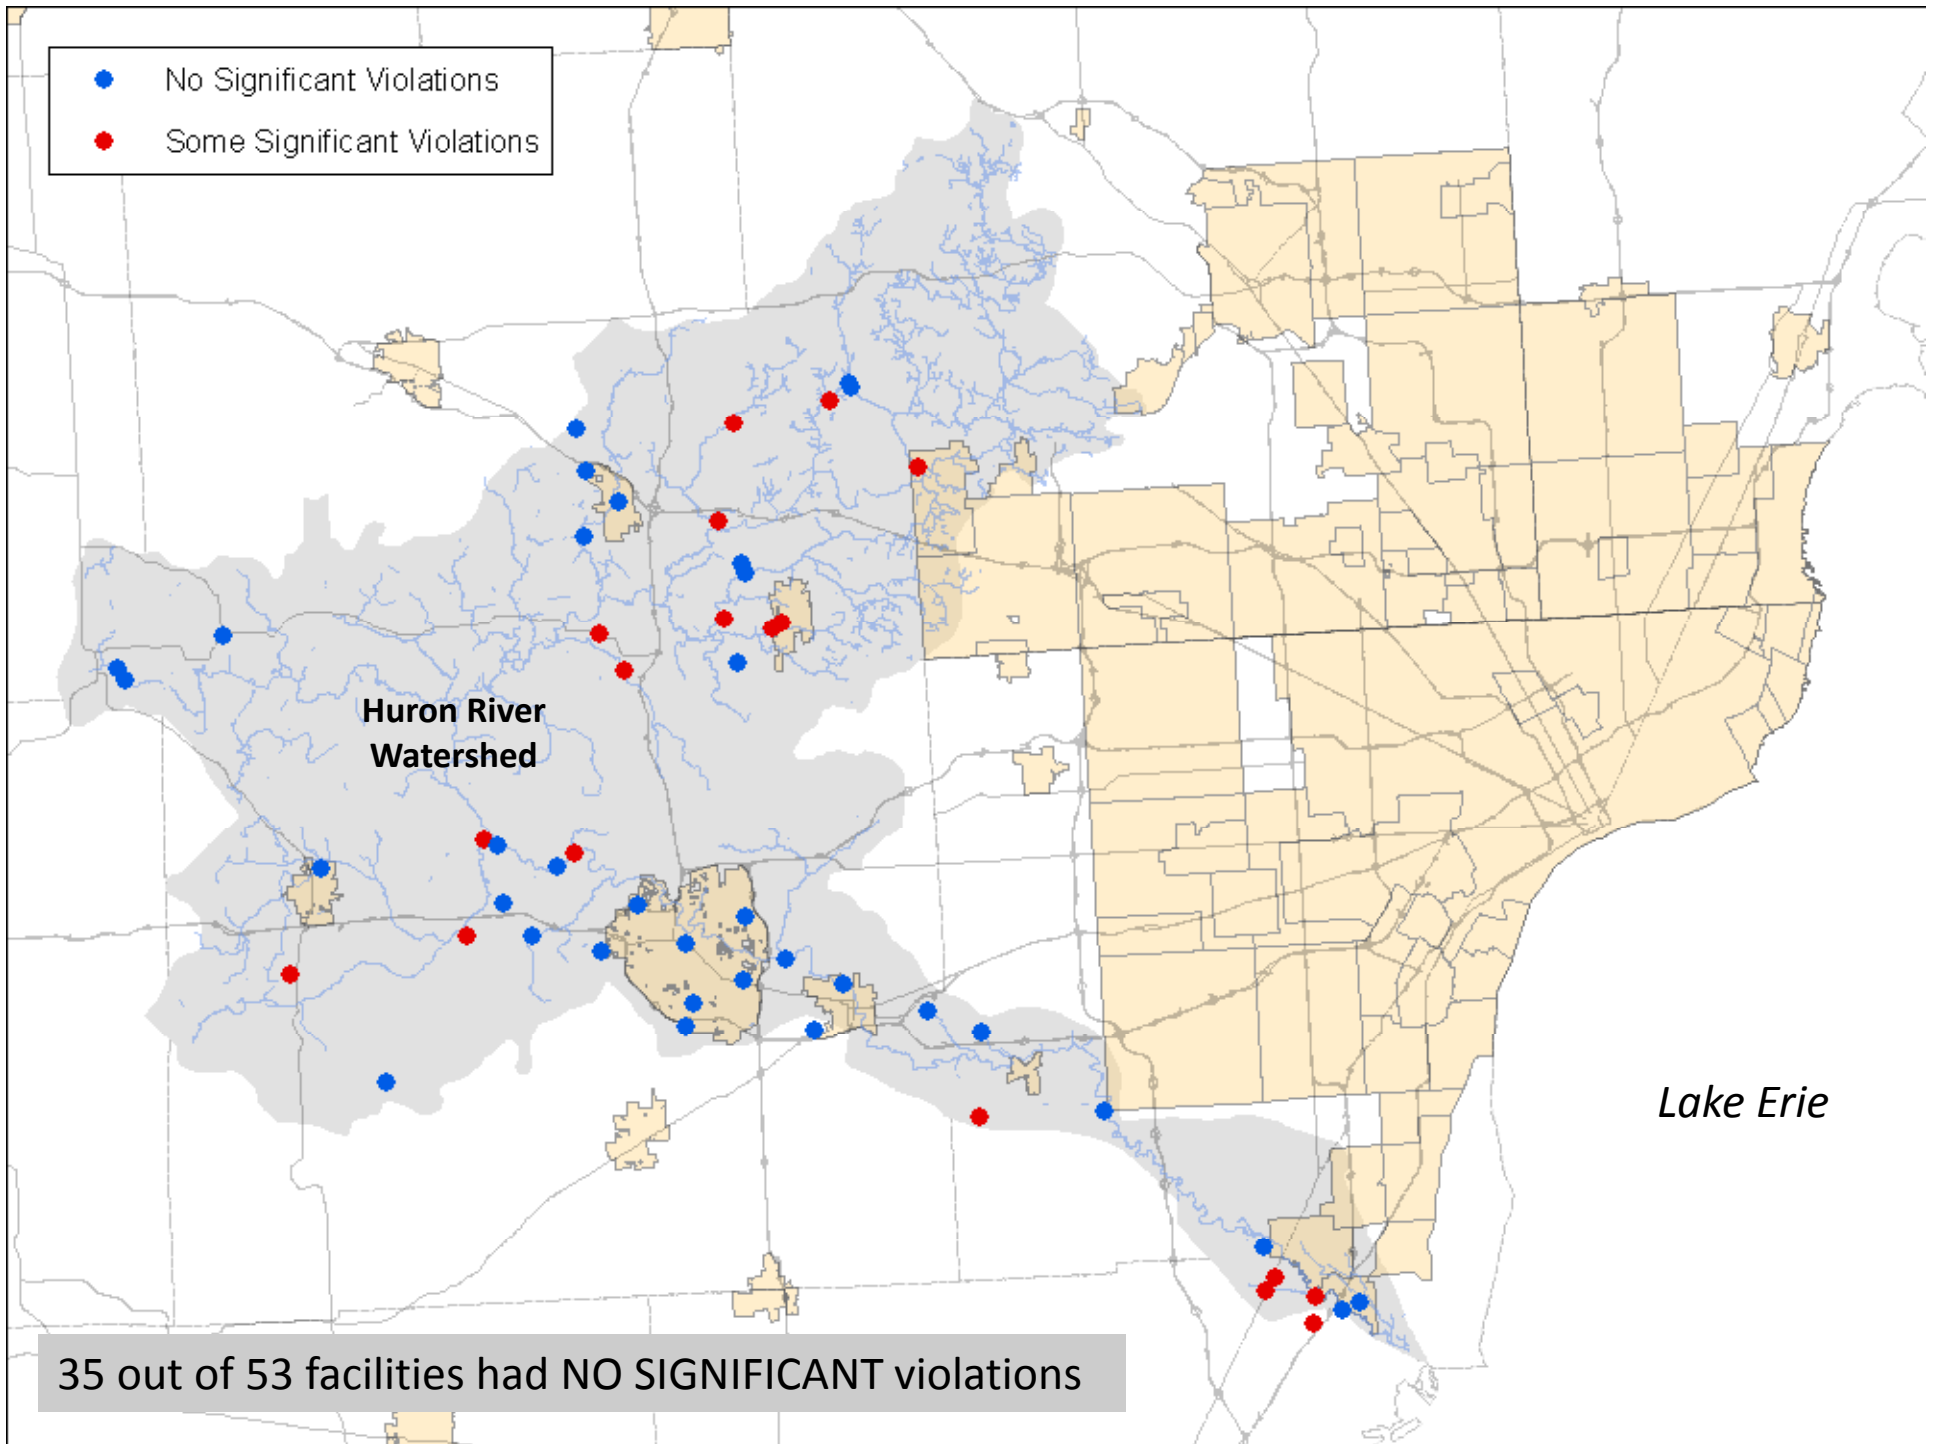 No Significant Violations
Some Significant Violations
Huron River
Watershed
Lake Erie
35 out of 53 facilities had NO SIGNIFICANT violations